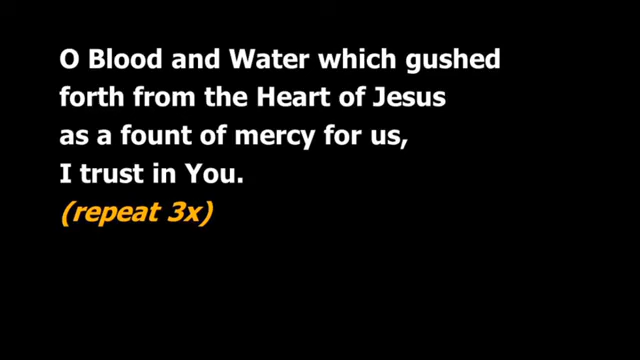 O Blood and Water which gushed
forth from the Heart of Jesus
as a fount of mercy for us,
I trust in You.
(repeat 3x)